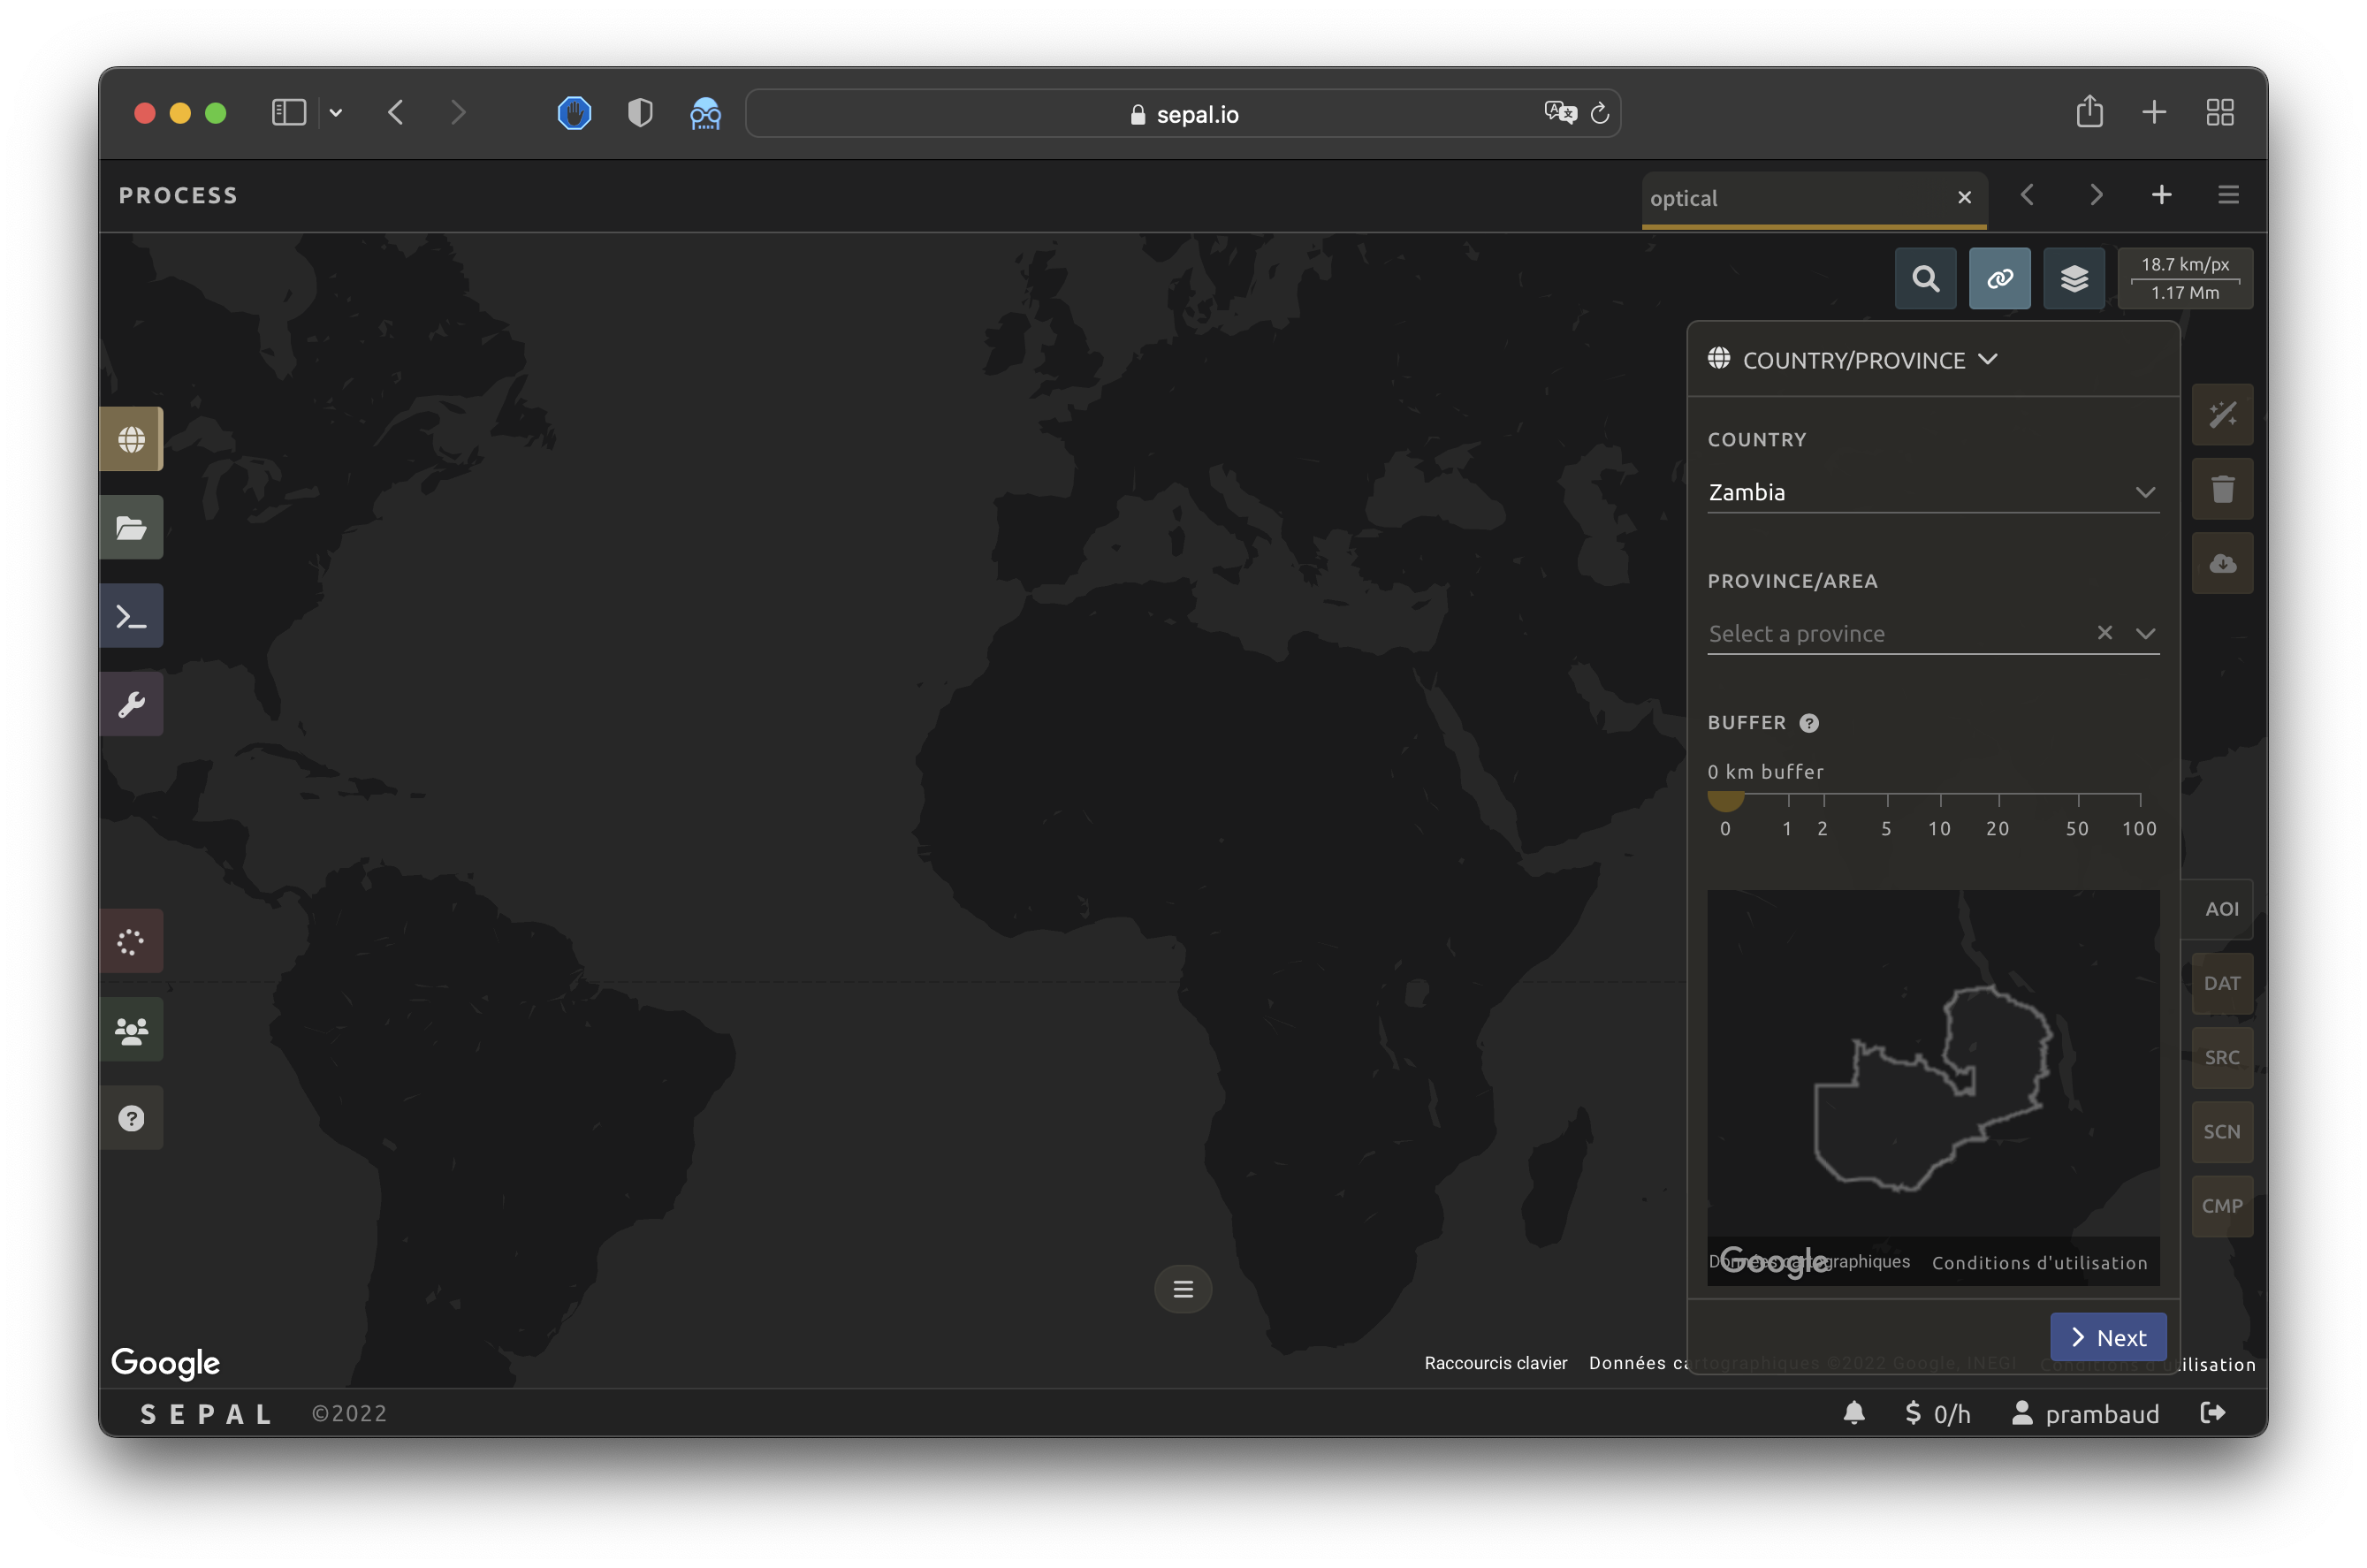 sepal.io
PROCESS
optical
18.7 km/px
1.17 Mm
COUNTRY/PROVINCE
COUNTRY
Zambia
PROVINCE/AREA
Select a province
BUFFER
0 km buffer
0 1 2 5 10 20 50 100
AOI
DAT
SRC
SCN
CMP
Google
Données cartographiques Conditions d'utilisation
Next
Google
Raccourcis clavier Données cartographiques ©2022 Google, INEGI Conditions d'utilisation
SEPAL ©2022
$ 0/h prambaud